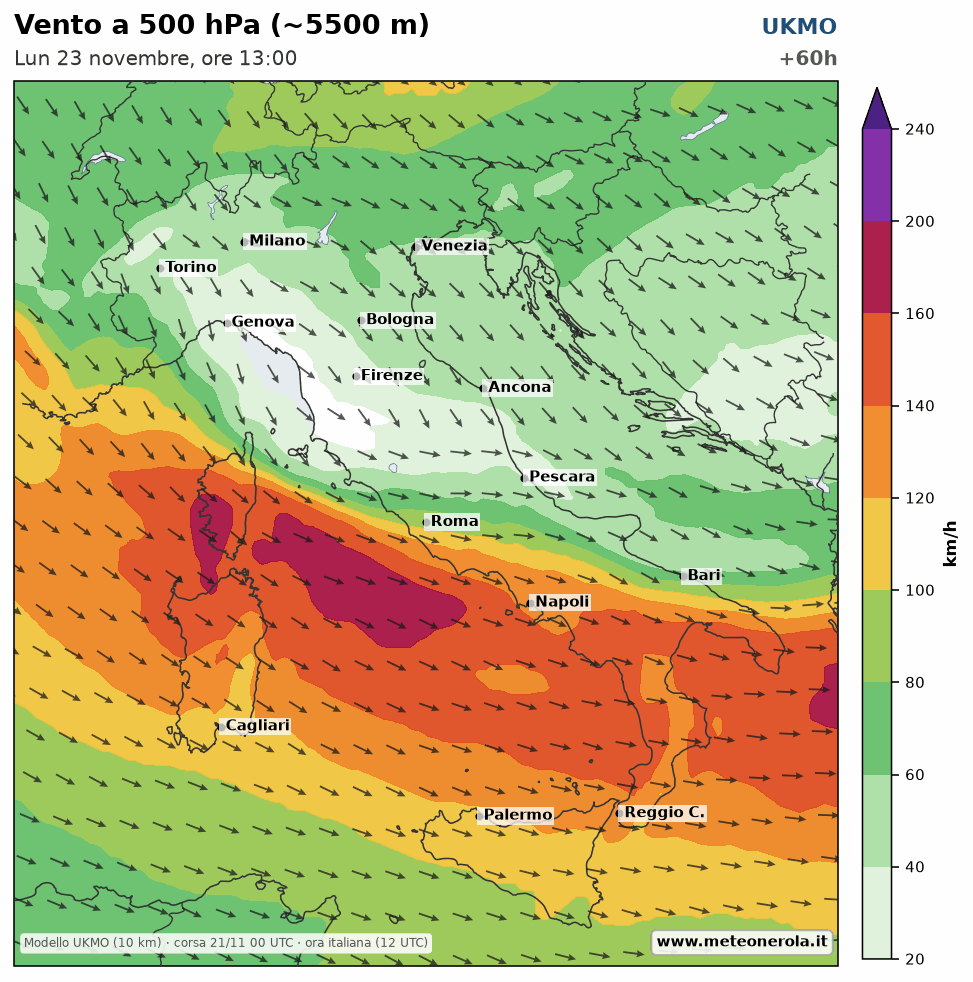 Vento a 500 hPa (~5500 m)
UKMO
Lun 23 novembre, ore 13:00
+60h
Milano
Venezia
Torino
Genova
Bologna
Firenze
Ancona
Pescara
Roma
Bari
Napoli
Cagliari
Palermo
Reggio C.
240
200
160
140
120
100
80
60
40
20
km/h
Modello UKMO (10 km) · corsa 21/11 00 UTC · ora italiana (12 UTC)
www.meteonerola.it